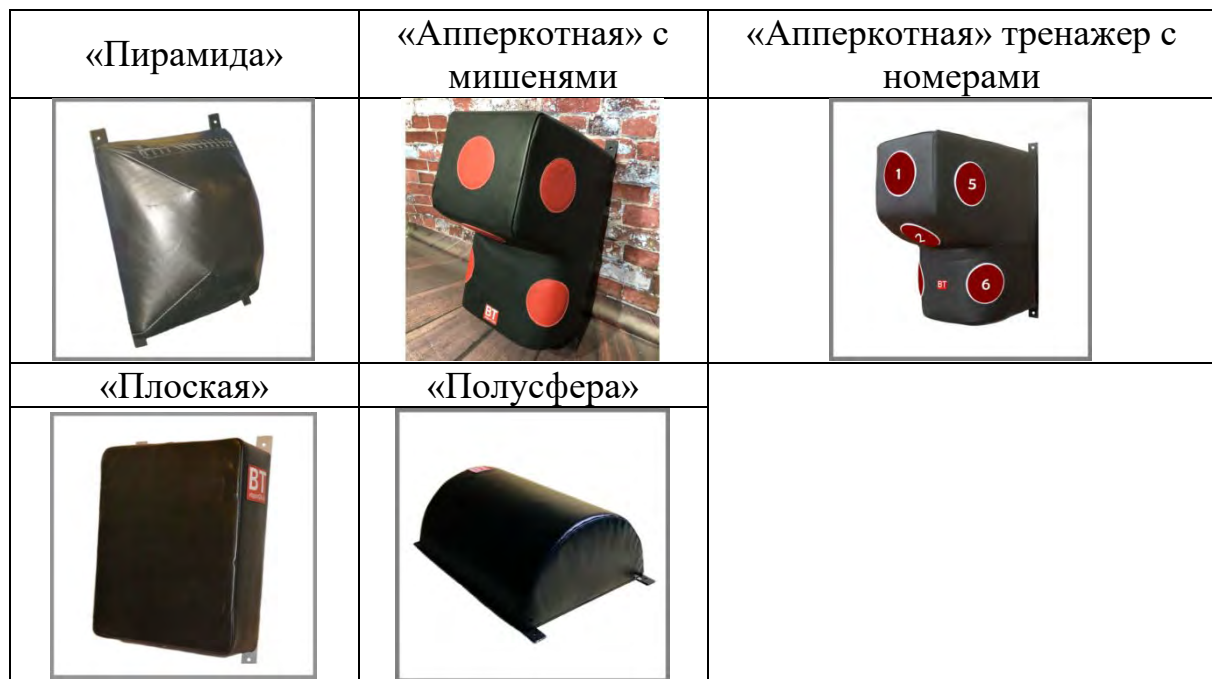 «Пирамида»
«Апперкотная» с
мишенями
«Апперкотная» тренажер с
номерами
BT
1
5
2
BT
6
«Плоская»
«Полусфера»
BT